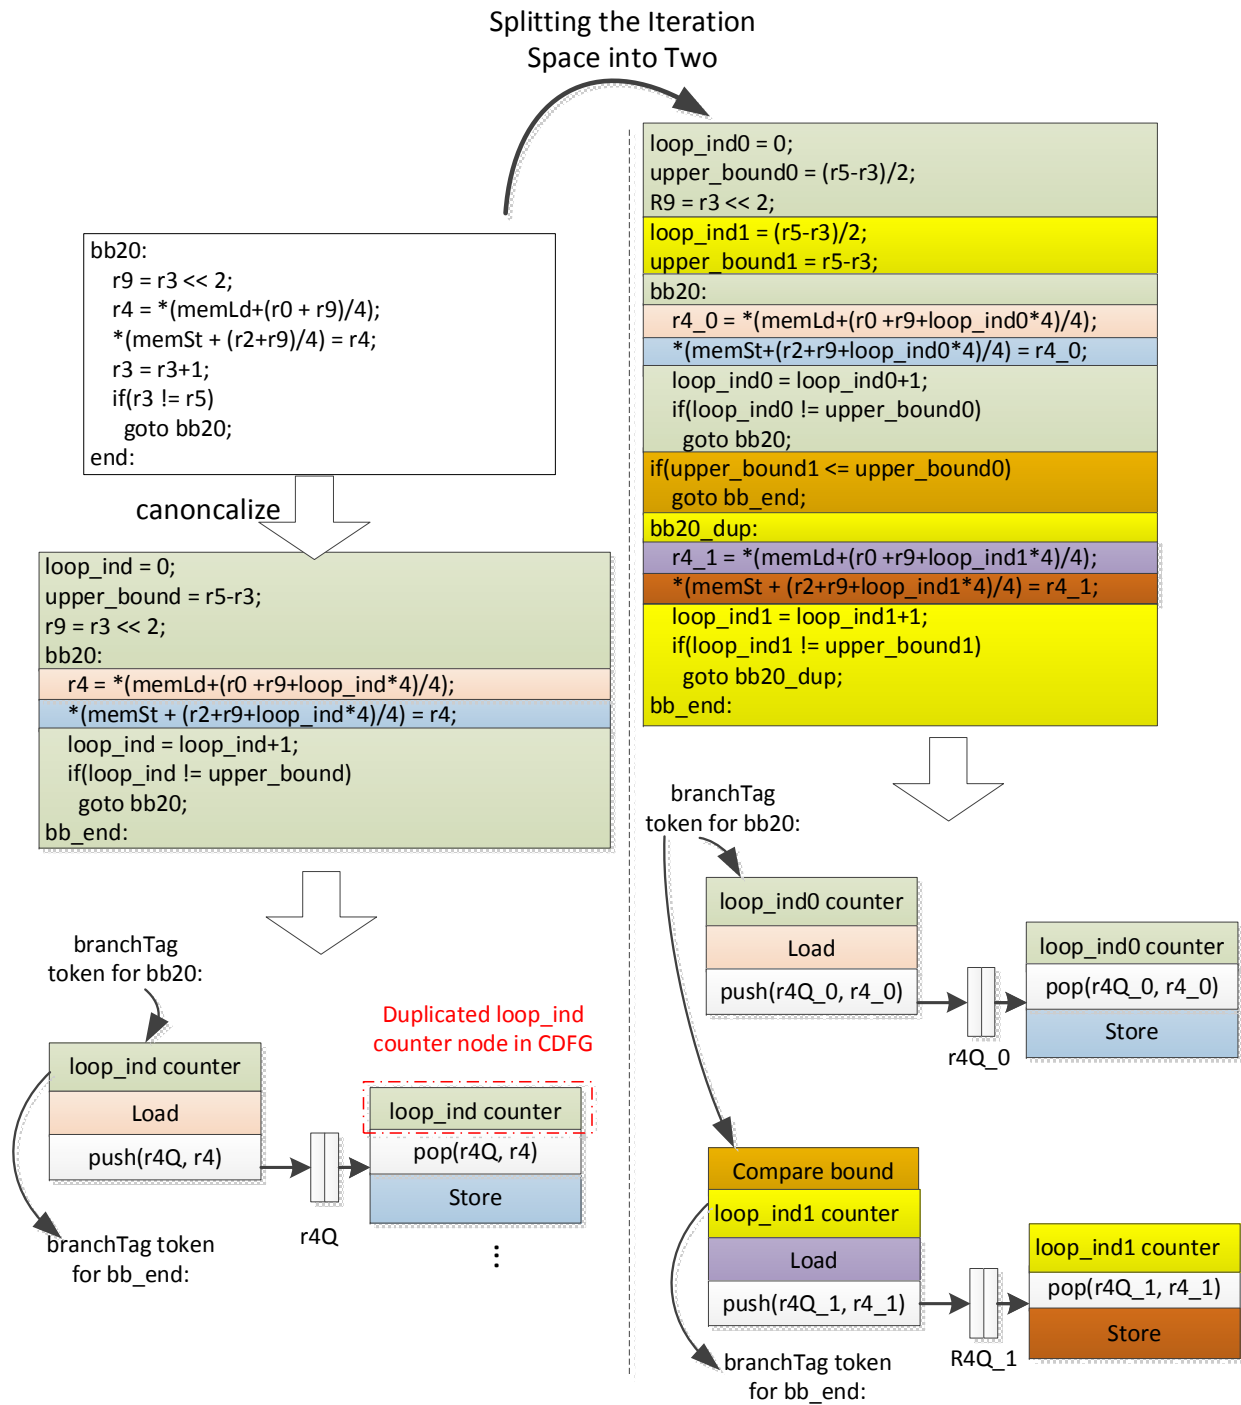 Splitting the Iteration
Space into Two
bb20:
r9 = r3 << 2;
r4 = *(memLd+(r0 + r9)/4);
*(memSt + (r2+r9)/4) = r4;
r3 = r3+1;
if(r3 != r5)
goto bb20;
end:
canoncalize
loop_ind = 0;
upper_bound = r5-r3;
r9 = r3 << 2;
bb20:
r4 = *(memLd+(r0 +r9+loop_ind*4)/4);
*(memSt + (r2+r9+loop_ind*4)/4) = r4;
loop_ind = loop_ind+1;
if(loop_ind != upper_bound)
goto bb20;
bb_end:
branchTag
token for bb20:
loop_ind counter
Load
push(r4Q, r4)
branchTag token
for bb_end:
r4Q
Duplicated loop_ind
counter node in CDFG
loop_ind counter
pop(r4Q, r4)
Store
⋮
loop_ind0 = 0;
upper_bound0 = (r5-r3)/2;
R9 = r3 << 2;
loop_ind1 = (r5-r3)/2;
upper_bound1 = r5-r3;
bb20:
r4_0 = *(memLd+(r0 +r9+loop_ind0*4)/4);
*(memSt+(r2+r9+loop_ind0*4)/4) = r4_0;
loop_ind0 = loop_ind0+1;
if(loop_ind0 != upper_bound0)
goto bb20;
if(upper_bound1 <= upper_bound0)
goto bb_end;
bb20_dup:
r4_1 = *(memLd+(r0 +r9+loop_ind1*4)/4);
*(memSt + (r2+r9+loop_ind1*4)/4) = r4_1;
loop_ind1 = loop_ind1+1;
if(loop_ind1 != upper_bound1)
goto bb20_dup;
bb_end:
branchTag
token for bb20:
loop_ind0 counter
Load
push(r4Q_0, r4_0)
r4Q_0
loop_ind0 counter
pop(r4Q_0, r4_0)
Store
Compare bound
loop_ind1 counter
Load
push(r4Q_1, r4_1)
branchTag token
for bb_end:
R4Q_1
loop_ind1 counter
pop(r4Q_1, r4_1)
Store